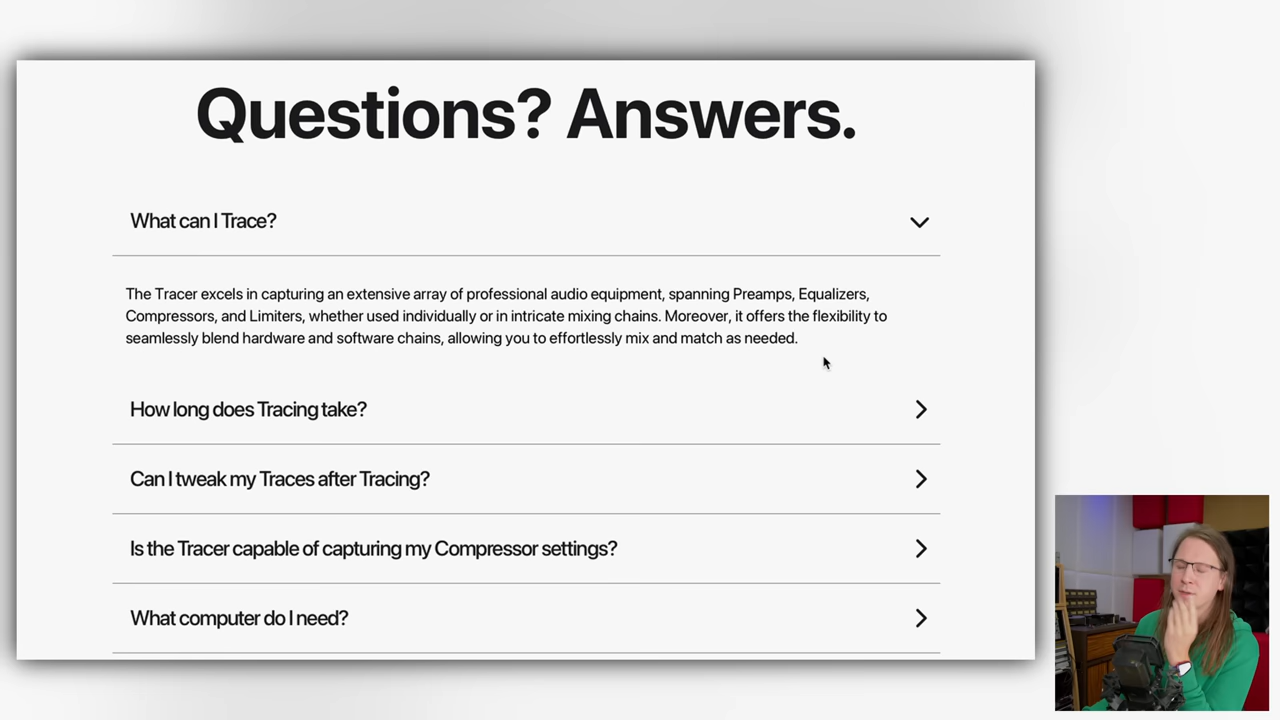 Questions? Answers.
What can I Trace?
The Tracer excels in capturing an extensive array of professional audio equipment, spanning Preamps, Equalizers,
Compressors, and Limiters, whether used individually or in intricate mixing chains. Moreover, it offers the flexibility to
seamlessly blend hardware and software chains, allowing you to effortlessly mix and match as needed.
How long does Tracing take?
Can I tweak my Traces after Tracing?
Is the Tracer capable of capturing my Compressor settings?
What computer do I need?